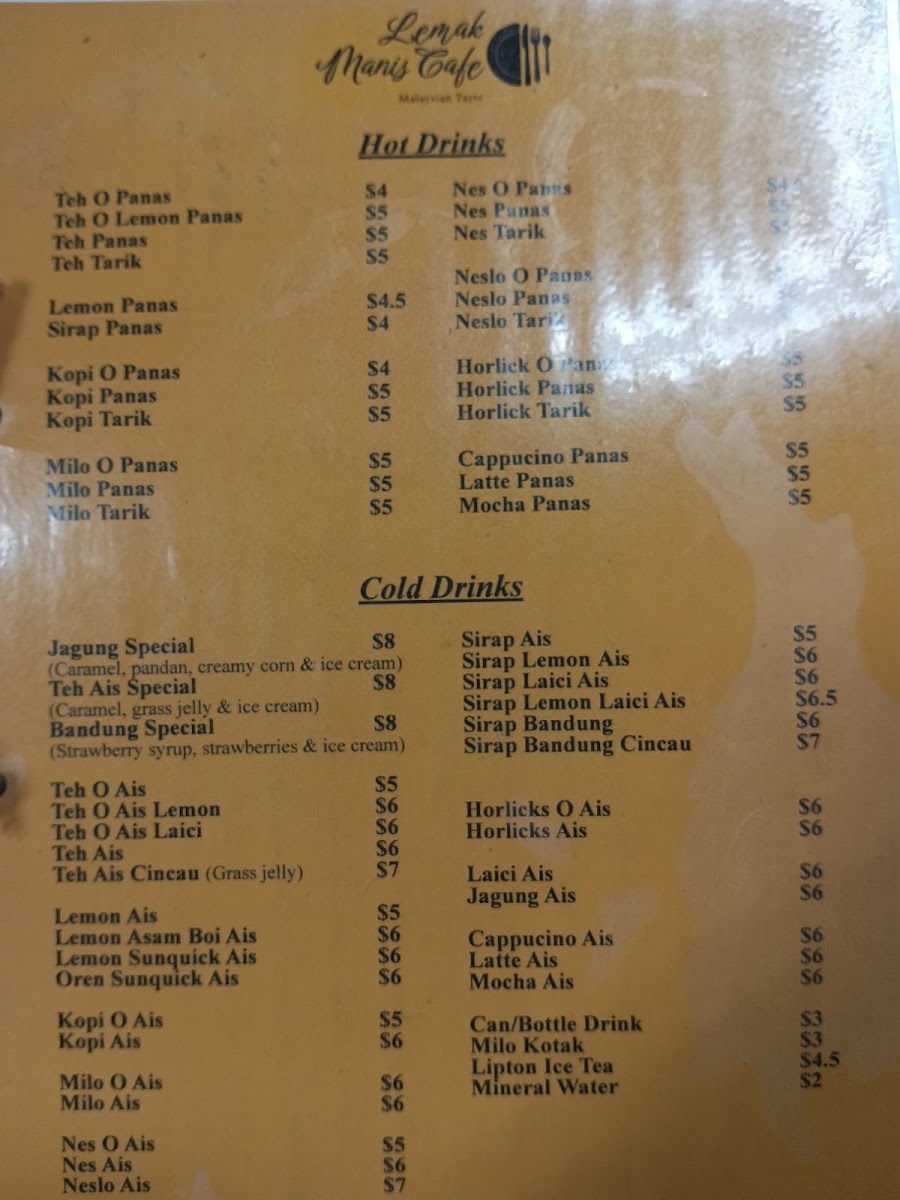 Lemak
Manis Cafe
Malaysian Taste
Hot Drinks
Teh O Panas $4
Teh O Lemon Panas $5
Teh Panas $5
Teh Tarik $5
Lemon Panas $4.5
Sirap Panas $4
Kopi O Panas $4
Kopi Panas $5
Kopi Tarik $5
Milo O Panas $5
Milo Panas $5
Milo Tarik $5
Nes O Panas
Nes Panas $5
Nes Tarik $5
Neslo O Panas
Neslo Panas
Neslo Tarik
Horlick O Panas $5
Horlick Panas $5
Horlick Tarik $5
Cappucino Panas $5
Latte Panas $5
Mocha Panas $5
Cold Drinks
Jagung Special $8
(Caramel, pandan, creamy corn & ice cream)
Teh Ais Special $8
(Caramel, grass jelly & ice cream)
Bandung Special $8
(Strawberry syrup, strawberries & ice cream)
Teh O Ais $5
Teh O Ais Lemon $6
Teh O Ais Laici $6
Teh Ais $6
Teh Ais Cincau (Grass jelly) $7
Lemon Ais $5
Lemon Asam Boi Ais $6
Lemon Sunquick Ais $6
Oren Sunquick Ais $6
Kopi O Ais $5
Kopi Ais $6
Milo O Ais $6
Milo Ais $6
Nes O Ais $5
Nes Ais $6
Neslo Ais $7
Sirap Ais $5
Sirap Lemon Ais $6
Sirap Laici Ais $6
Sirap Lemon Laici Ais $6.5
Sirap Bandung $6
Sirap Bandung Cincau $7
Horlicks O Ais $6
Horlicks Ais $6
Laici Ais $6
Jagung Ais $6
Cappucino Ais $6
Latte Ais $6
Mocha Ais $6
Can/Bottle Drink $3
Milo Kotak $3
Lipton Ice Tea $4.5
Mineral Water $2